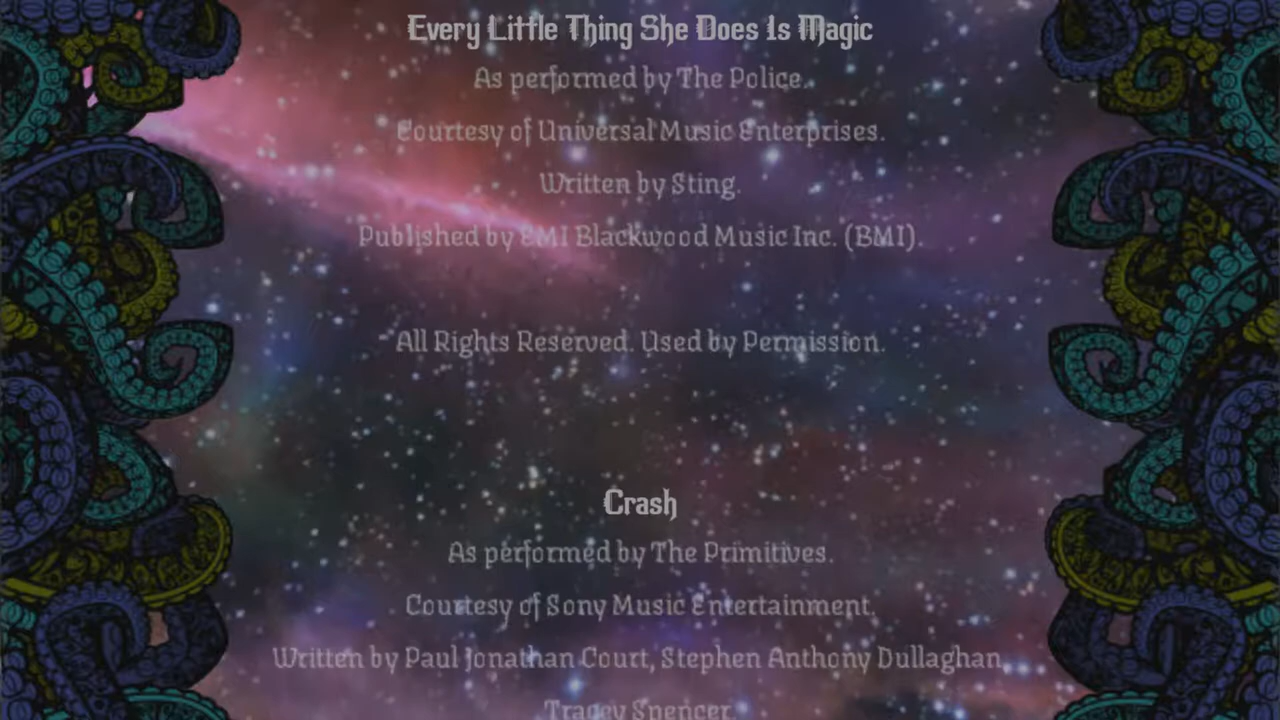 Every Little Thing She Does Is Magic
As performed by The Police.
Courtesy of Universal Music Enterprises.
Written by Sting.
Published by EMI Blackwood Music Inc. (BMI).
All Rights Reserved. Used by Permission.
Crash
As performed by The Primitives.
Courtesy of Sony Music Entertainment.
Written by Paul Jonathan Court, Stephen Anthony Dullaghan,
Tracey Spencer.